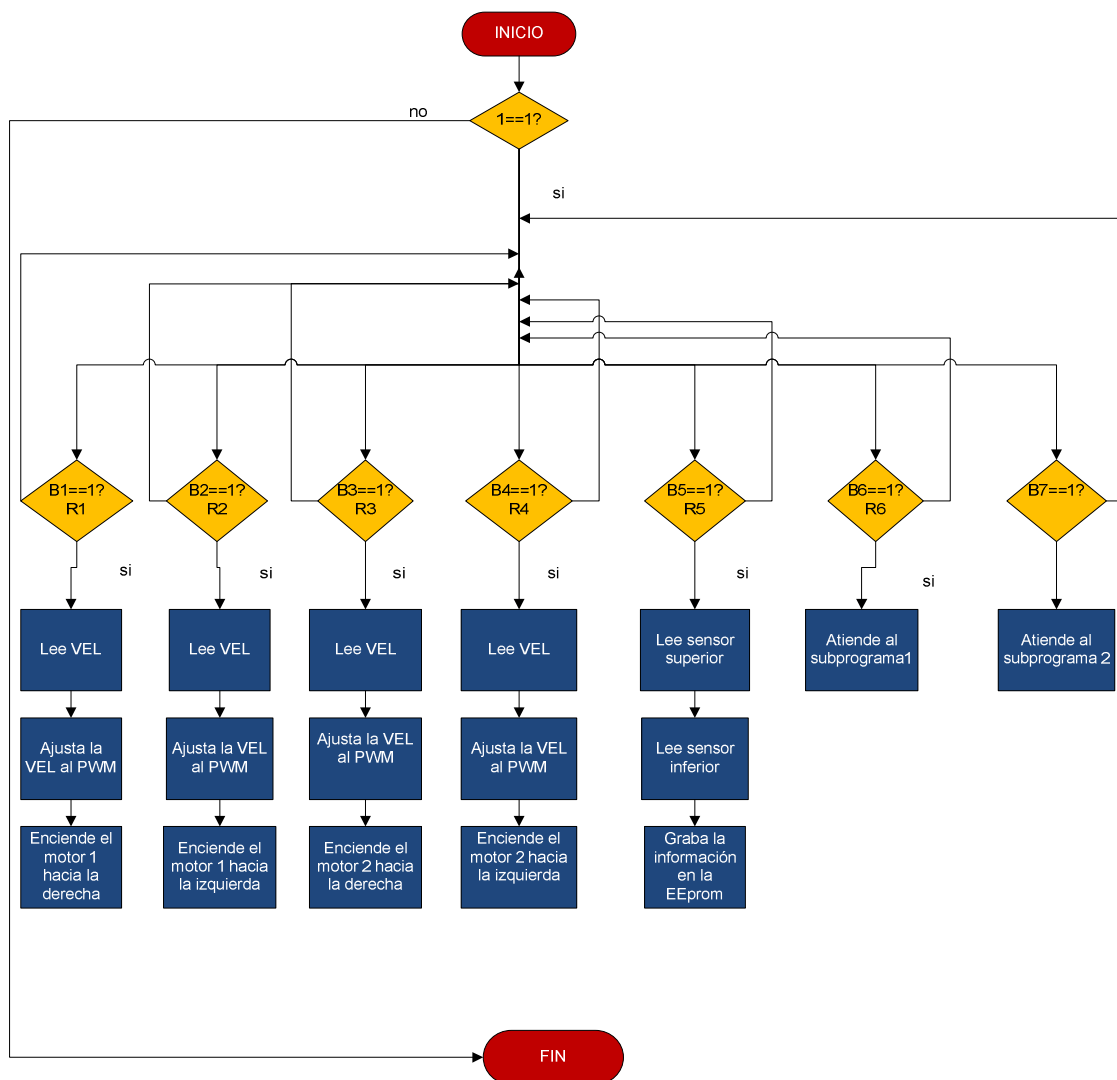 INICIO
no
1==1?
si
B1==1?
R1
B2==1?
R2
B3==1?
R3
B4==1?
R4
B5==1?
R5
B6==1?
R6
B7==1?
si
si
si
si
si
si
Lee VEL
Lee VEL
Lee VEL
Lee VEL
Lee sensor
superior
Atiende al
subprograma1
Atiende al
subprograma 2
Ajusta la
VEL al PWM
Ajusta la VEL
al PWM
Ajusta la VEL
al PWM
Ajusta la VEL
al PWM
Lee sensor
inferior
Enciende el
motor 1
hacia la
derecha
Enciende el
motor 1 hacia
la izquierda
Enciende el
motor 2 hacia
la derecha
Enciende el
motor 2 hacia
la izquierda
Graba la
información
en la
EEprom
FIN